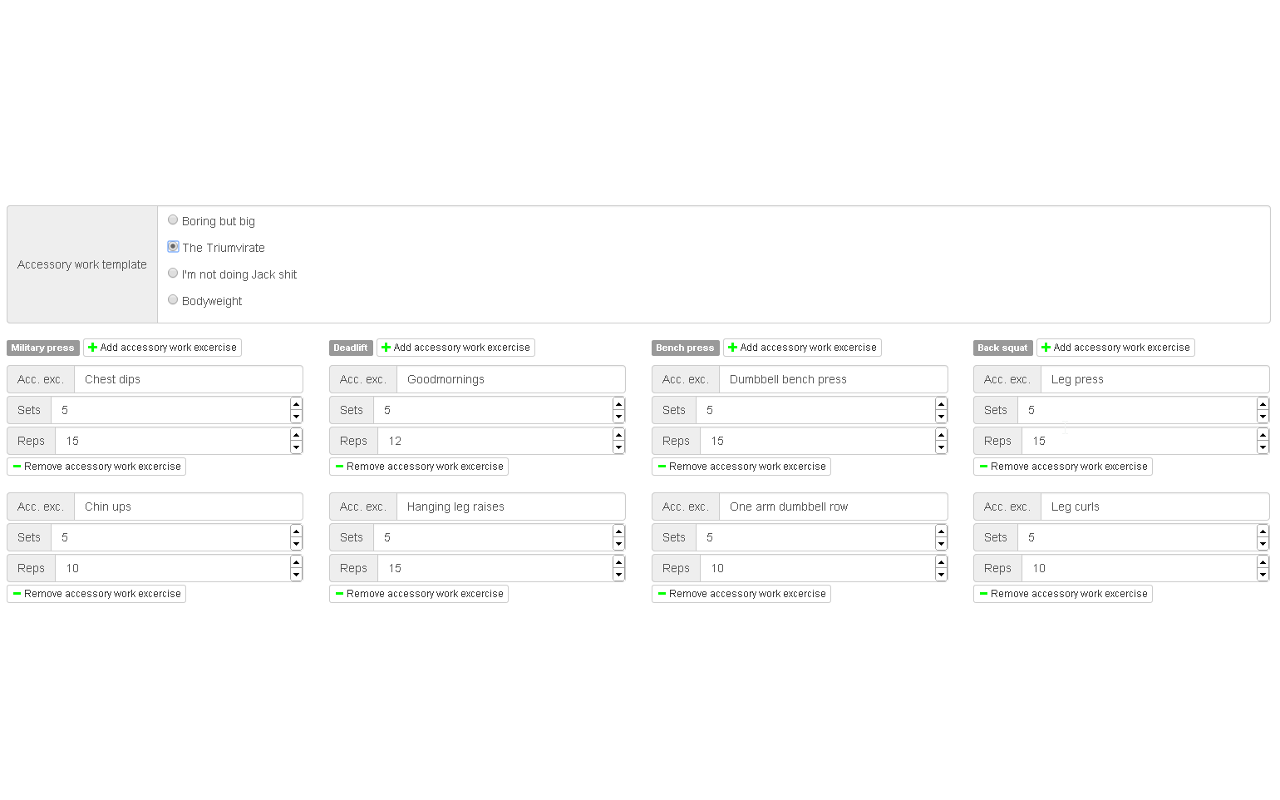 Accessory work template
Boring but big
The Triumvirate
I'm not doing Jack shit
Bodyweight
Military press Add accessory work excercise
Deadlift Add accessory work excercise
Bench press Add accessory work excercise
Back squat Add accessory work excercise
Acc. exc. Chest dips
Acc. exc. Goodmornings
Acc. exc. Dumbbell bench press
Acc. exc. Leg press
Sets 5
Sets 5
Sets 5
Sets 5
Reps 15
Reps 12
Reps 15
Reps 15
Remove accessory work excercise
Remove accessory work excercise
Remove accessory work excercise
Remove accessory work excercise
Acc. exc. Chin ups
Acc. exc. Hanging leg raises
Acc. exc. One arm dumbbell row
Acc. exc. Leg curls
Sets 5
Sets 5
Sets 5
Sets 5
Reps 10
Reps 15
Reps 10
Reps 10
Remove accessory work excercise
Remove accessory work excercise
Remove accessory work excercise
Remove accessory work excercise